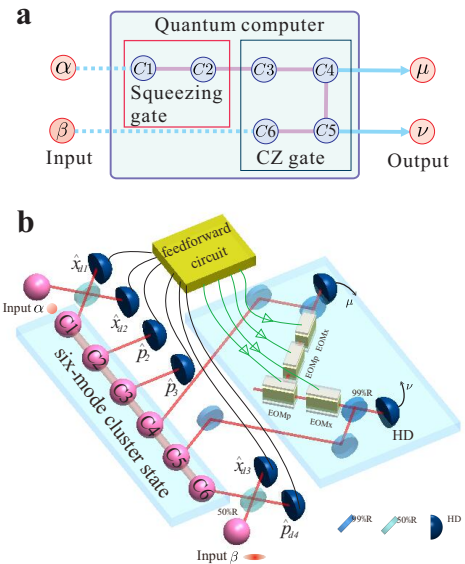 a
Quantum computer
α
C1
C2
C3
C4
μ
Squeezing
gate
β
C6
C5
ν
Input
CZ gate
Output
b
feedforward
circuit
x̂d1
Input α
x̂d2
μ
C1
p̂2
EOMx
C2
p̂3
EOMp
C3
99%R
ν
C4
EOMp
EOMx
HD
C5
six-mode cluster state
x̂d3
C6
50%R
p̂d4
99%R
50%R
HD
Input β